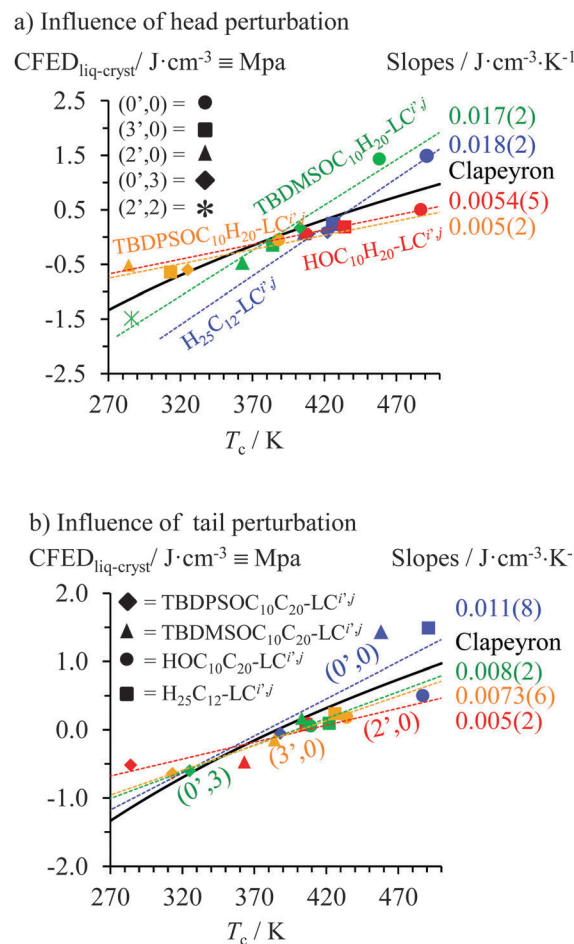 a) Influence of head perturbation
CFED_liq-cryst/ J·cm⁻³ ≡ Mpa Slopes / J·cm⁻³·K⁻¹
2.5
1.5
0.5
-0.5
-1.5
-2.5
(0',0) = ●
(3',0) = ■
(2',0) = ▲
(0',3) = ◆
(2',2) = *
TBDMSOC₁₀H₂₀-LC^i',j
TBDPSOC₁₀H₂₀-LC^i',j
HOC₁₀H₂₀-LC^i',j
H₂₅C₁₂-LC^i',j
0.017(2)
0.018(2)
Clapeyron
0.0054(5)
0.005(2)
270 320 370 420 470
T_c / K
b) Influence of tail perturbation
CFED_liq-cryst/ J·cm⁻³ ≡ Mpa Slopes / J·cm⁻³·K⁻
2.0
1.0
0.0
-1.0
-2.0
◆ = TBDPSOC₁₀C₂₀-LC^i',j
▲ = TBDMSOC₁₀C₂₀-LC^i',j
● = HOC₁₀C₂₀-LC^i',j
■ = H₂₅C₁₂-LC^i',j
(0',0)
(2',0)
(3',0)
(0',3)
0.011(8)
Clapeyron
0.008(2)
0.0073(6)
0.005(2)
270 320 370 420 470
T_c / K